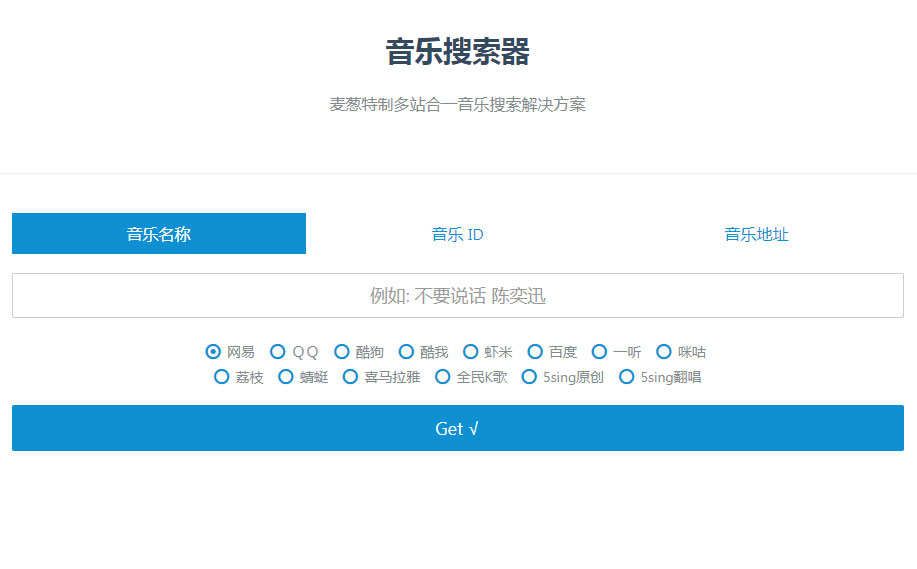 音乐搜索器
麦葱特制多站合一音乐搜索解决方案
音乐名称 音乐 ID 音乐地址
例如: 不要说话 陈奕迅
网易 QQ 酷狗 酷我 虾米 百度 一听 咪咕
荔枝 蜻蜓 喜马拉雅 全民K歌 5sing原创 5sing翻唱
Get √